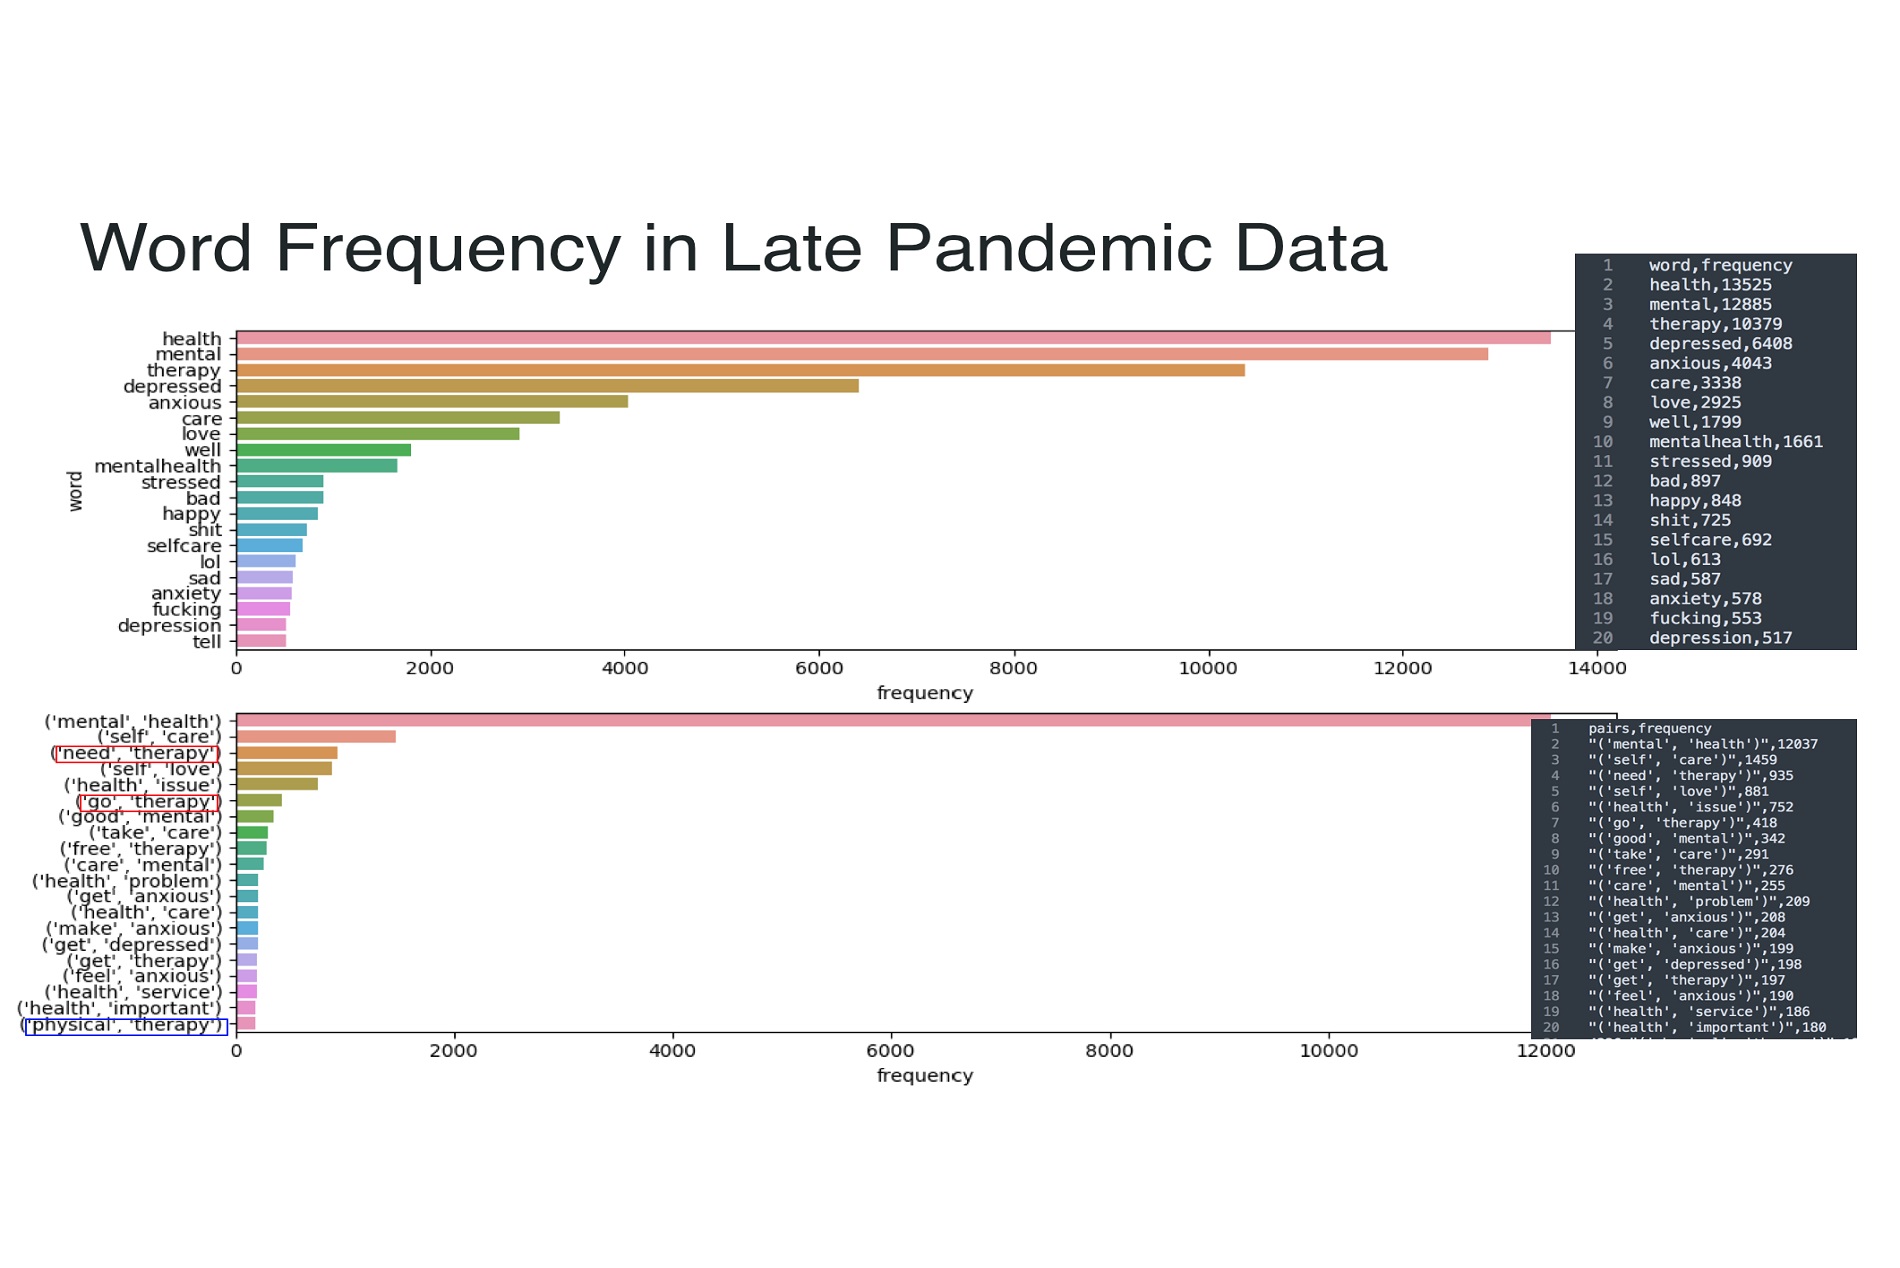 Word Frequency in Late Pandemic Data
health
mental
therapy
depressed
anxious
care
love
well
mentalhealth
stressed
bad
happy
shit
selfcare
lol
sad
anxiety
fucking
depression
tell
word
0 2000 4000 6000 8000 10000 12000 14000
frequency
1 word,frequency
2 health,13525
3 mental,12885
4 therapy,10379
5 depressed,6408
6 anxious,4043
7 care,3338
8 love,2925
9 well,1799
10 mentalhealth,1661
11 stressed,909
12 bad,897
13 happy,848
14 shit,725
15 selfcare,692
16 lol,613
17 sad,587
18 anxiety,578
19 fucking,553
20 depression,517
('mental', 'health')
('self', 'care')
('need', 'therapy')
('self', 'love')
('health', 'issue')
('go', 'therapy')
('good', 'mental')
('take', 'care')
('free', 'therapy')
('care', 'mental')
('health', 'problem')
('get', 'anxious')
('health', 'care')
('make', 'anxious')
('get', 'depressed')
('get', 'therapy')
('feel', 'anxious')
('health', 'service')
('health', 'important')
('physical', 'therapy')
0 2000 4000 6000 8000 10000 12000
frequency
1 pairs,frequency
2 "('mental', 'health')",12037
3 "('self', 'care')",1459
4 "('need', 'therapy')",935
5 "('self', 'love')",881
6 "('health', 'issue')",752
7 "('go', 'therapy')",418
8 "('good', 'mental')",342
9 "('take', 'care')",291
10 "('free', 'therapy')",276
11 "('care', 'mental')",255
12 "('health', 'problem')",209
13 "('get', 'anxious')",208
14 "('health', 'care')",204
15 "('make', 'anxious')",199
16 "('get', 'depressed')",198
17 "('get', 'therapy')",197
18 "('feel', 'anxious')",190
19 "('health', 'service')",186
20 "('health', 'important')",180